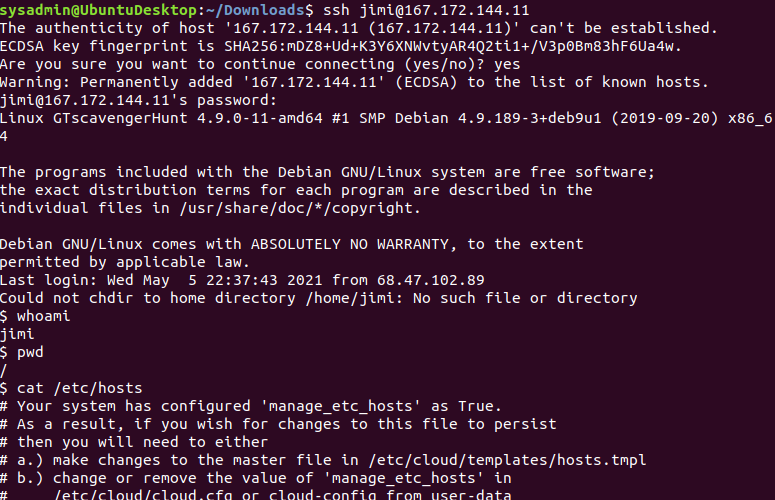 sysadmin@UbuntuDesktop:~/Downloads$ ssh jimi@167.172.144.11
The authenticity of host '167.172.144.11 (167.172.144.11)' can't be established.
ECDSA key fingerprint is SHA256:mDZ8+Ud+K3Y6XNWvtyAR4Q2ti1+/V3p0Bm83hF6Ua4w.
Are you sure you want to continue connecting (yes/no)? yes
Warning: Permanently added '167.172.144.11' (ECDSA) to the list of known hosts.
jimi@167.172.144.11's password:
Linux GTscavengerHunt 4.9.0-11-amd64 #1 SMP Debian 4.9.189-3+deb9u1 (2019-09-20) x86_6
4
The programs included with the Debian GNU/Linux system are free software;
the exact distribution terms for each program are described in the
individual files in /usr/share/doc/*/copyright.
Debian GNU/Linux comes with ABSOLUTELY NO WARRANTY, to the extent
permitted by applicable law.
Last login: Wed May  5 22:37:43 2021 from 68.47.102.89
Could not chdir to home directory /home/jimi: No such file or directory
$ whoami
jimi
$ pwd
/
$ cat /etc/hosts
# Your system has configured 'manage_etc_hosts' as True.
# As a result, if you wish for changes to this file to persist
# then you will need to either
# a.) make changes to the master file in /etc/cloud/templates/hosts.tmpl
# b.) change or remove the value of 'manage_etc_hosts' in
#     /etc/cloud/cloud.cfg or cloud-config from user-data